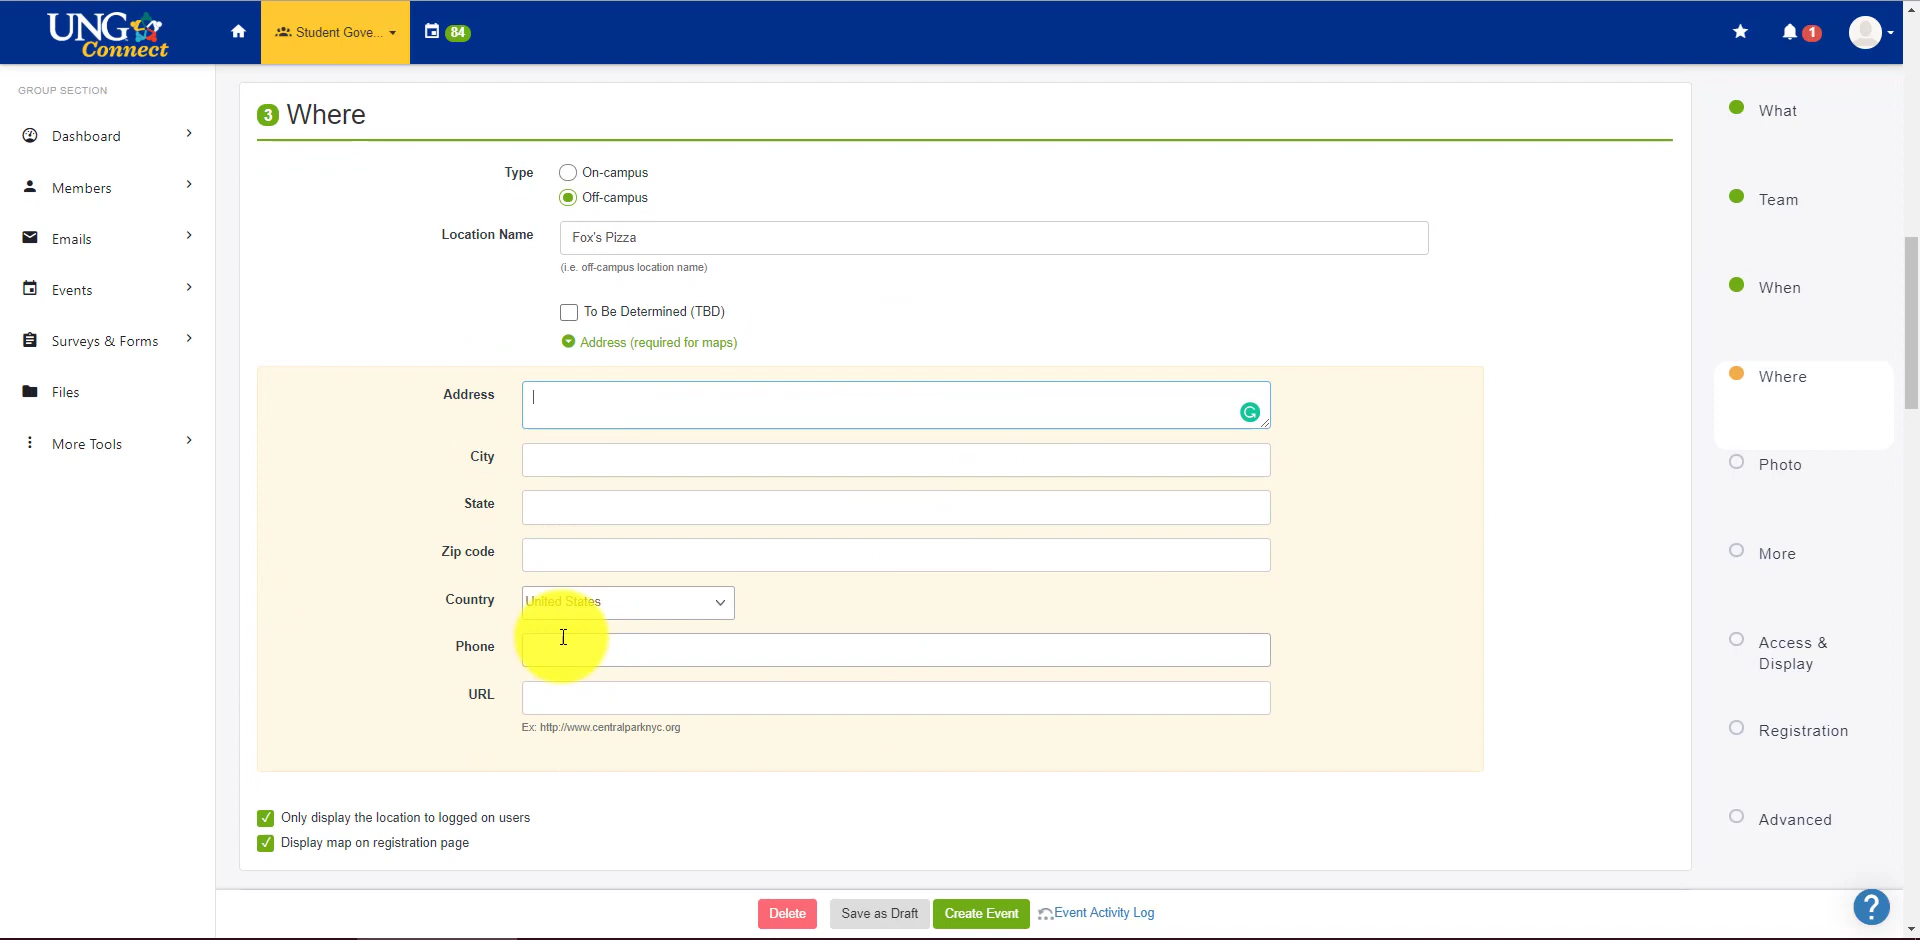 UNG Connect
Student Gove...
84
1
GROUP SECTION
Dashboard
Members
Emails
Events
Surveys & Forms
Files
More Tools
3 Where
Type
On-campus
Off-campus
Location Name
Fox's Pizza
(i.e. off-campus location name)
To Be Determined (TBD)
Address (required for maps)
Address
City
State
Zip code
Country
United States
Phone
URL
Ex: http://www.centralparknyc.org
Only display the location to logged on users
Display map on registration page
What
Team
When
Where
Photo
More
Access &
Display
Registration
Advanced
Delete
Save as Draft
Create Event
Event Activity Log
?